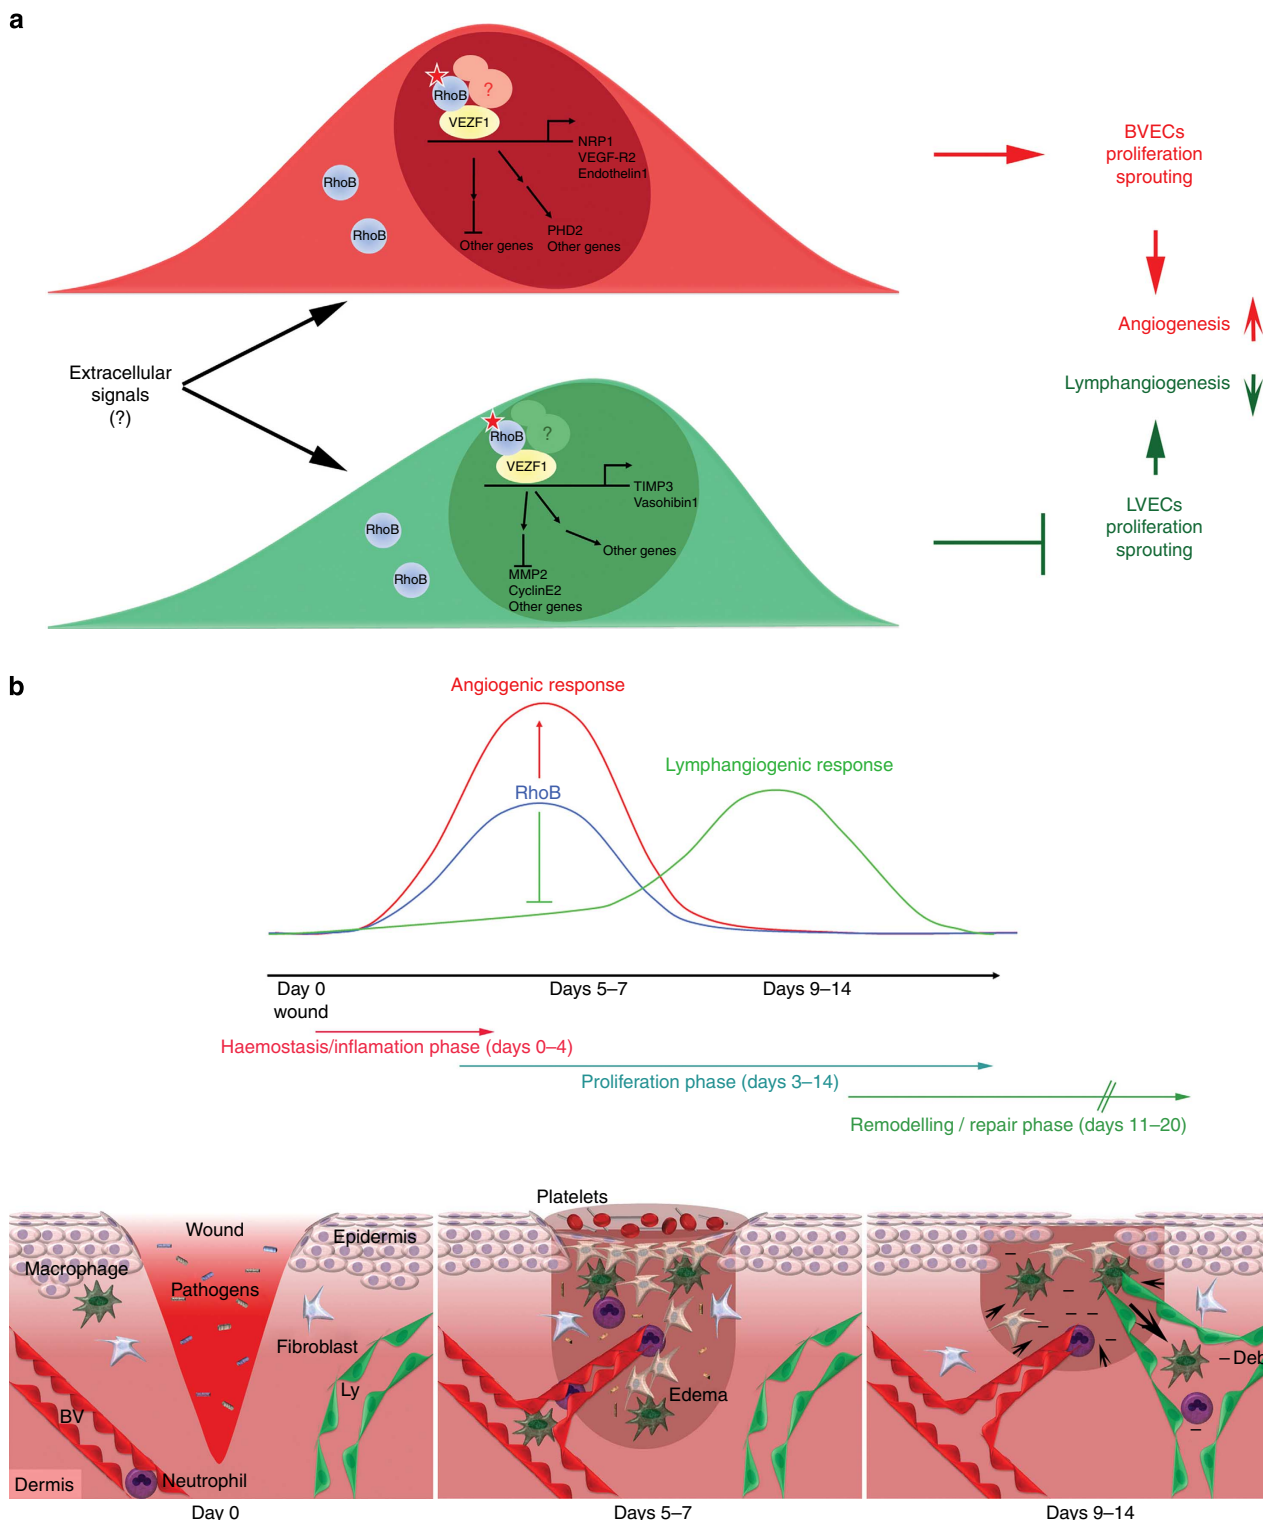 a
RhoB
?
VEZF1
NRP1
VEGF-R2
Endothelin1
RhoB
RhoB
Other genes
PHD2
Other genes
BVECs
proliferation
sprouting
Angiogenesis
Lymphangiogenesis
Extracellular
signals
(?)
RhoB
?
VEZF1
TIMP3
Vasohibin1
RhoB
RhoB
Other genes
MMP2
CyclinE2
Other genes
LVECs
proliferation
sprouting
b
Angiogenic response
Lymphangiogenic response
RhoB
Day 0
wound
Days 5–7
Days 9–14
Haemostasis/inflamation phase (days 0–4)
Proliferation phase (days 3–14)
Remodelling / repair phase (days 11–20)
Wound
Epidermis
Macrophage
Pathogens
Fibroblast
Ly
BV
Neutrophil
Dermis
Day 0
Platelets
Edema
Days 5–7
Deb
Days 9–14